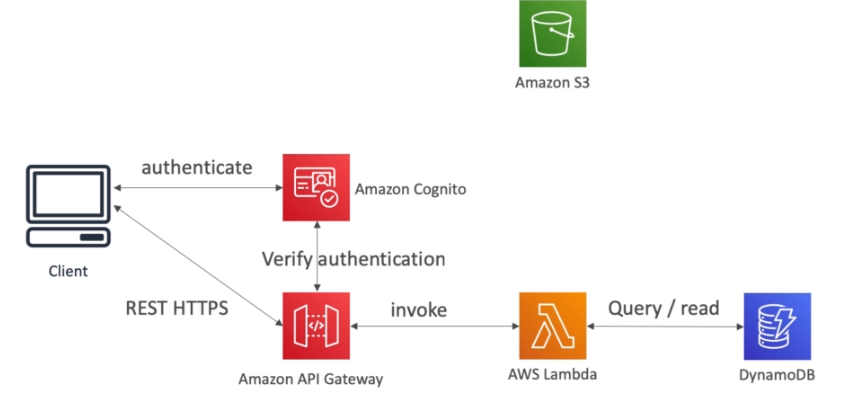 Amazon S3
authenticate
Amazon Cognito
Client
Verify authentication
REST HTTPS
invoke
Query / read
Amazon API Gateway
AWS Lambda
DynamoDB